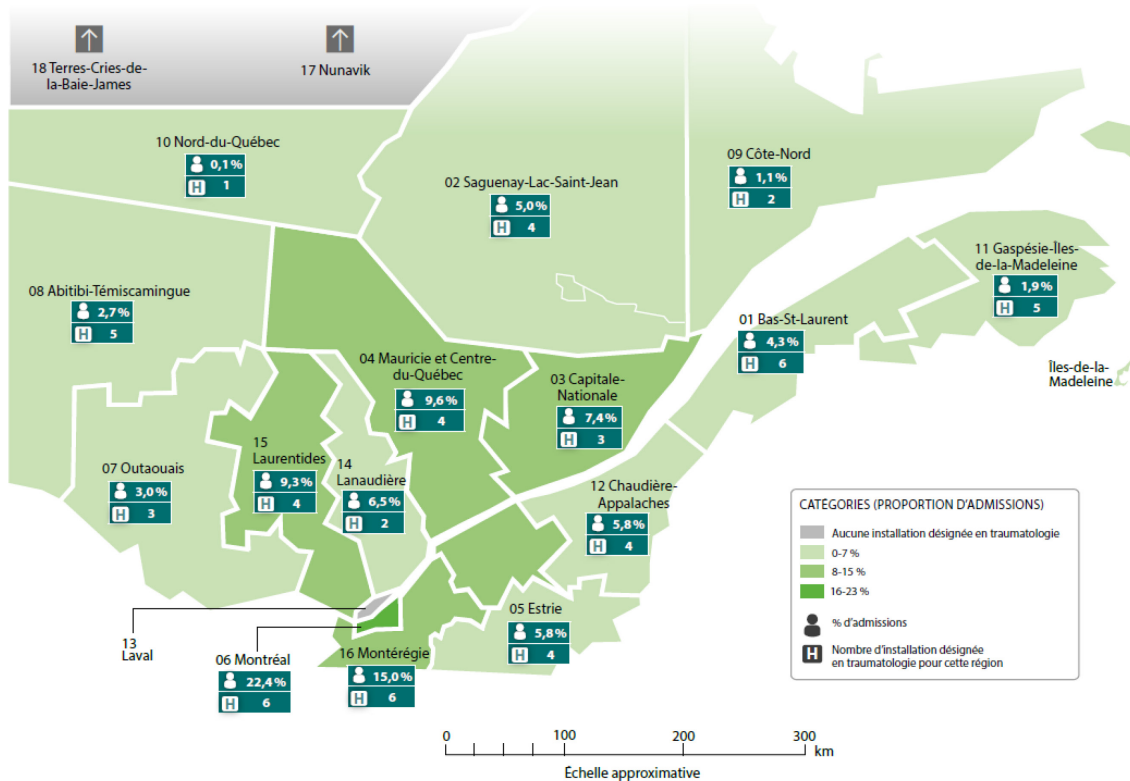 18 Terres-Cries-de-
la-Baie-James
17 Nunavik
10 Nord-du-Québec
0,1 %
H 1
02 Saguenay-Lac-Saint-Jean
5,0 %
H 4
09 Côte-Nord
1,1 %
H 2
11 Gaspésie-Îles-
de-la-Madeleine
1,9 %
H 5
08 Abitibi-Témiscamingue
2,7 %
H 5
01 Bas-St-Laurent
4,3 %
H 6
Îles-de-la-
Madeleine
04 Mauricie et Centre-
du-Québec
9,6 %
H 4
03 Capitale-
Nationale
7,4 %
H 3
07 Outaouais
3,0 %
H 3
15
Laurentides
9,3 %
H 4
14
Lanaudière
6,5 %
H 2
12 Chaudière-
Appalaches
5,8 %
H 4
05 Estrie
5,8 %
H 4
13
Laval
06 Montréal
22,4 %
H 6
16 Montérégie
15,0 %
H 6
CATÉGORIES (PROPORTION D'ADMISSIONS)
Aucune installation désignée en traumatologie
0-7 %
8-15 %
16-23 %
% d'admissions
H Nombre d'installation désignée
en traumatologie pour cette région
0 100 200 300
km
Échelle approximative